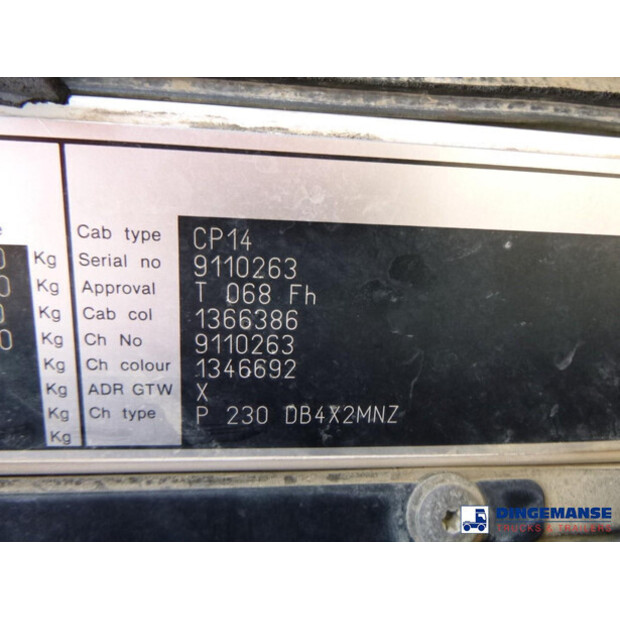 Cab type CP14
Kg Serial no 9110263
Kg Approval T 068 Fh
Kg Cab col 1366386
Kg Ch No 9110263
Kg Ch colour 1346692
Kg ADR GTW X
Kg Ch type P 230 DB4X2MNZ
Kg
DINGEMANSE
TRUCKS & TRAILERS